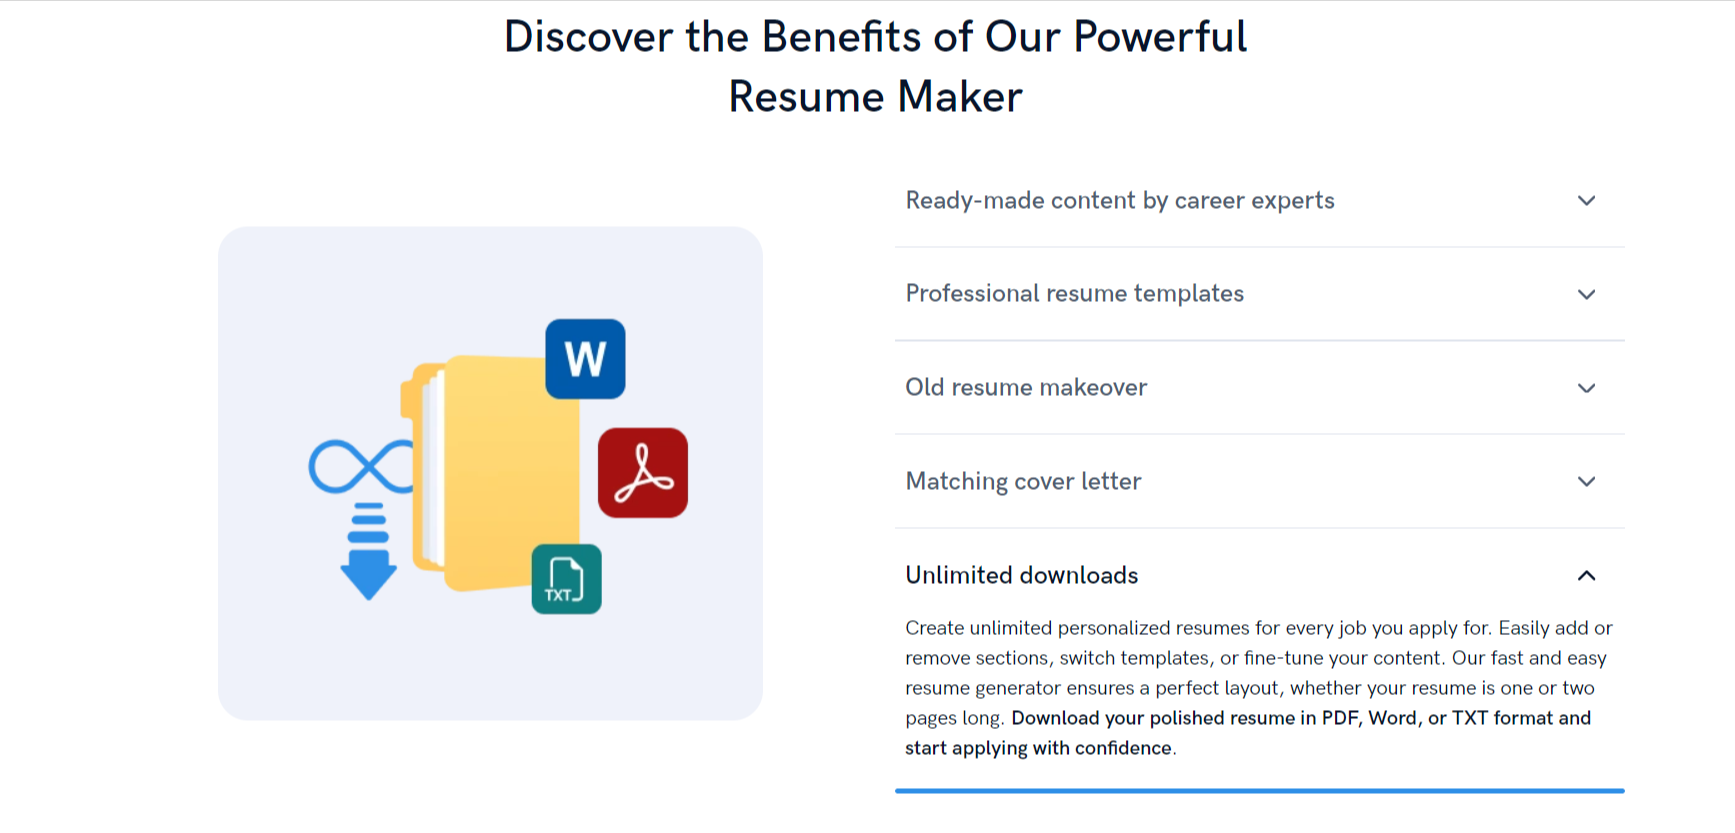 Discover the Benefits of Our Powerful
Resume Maker
W
TXT
Ready-made content by career experts
Professional resume templates
Old resume makeover
Matching cover letter
Unlimited downloads
Create unlimited personalized resumes for every job you apply for. Easily add or
remove sections, switch templates, or fine-tune your content. Our fast and easy
resume generator ensures a perfect layout, whether your resume is one or two
pages long. Download your polished resume in PDF, Word, or TXT format and
start applying with confidence.